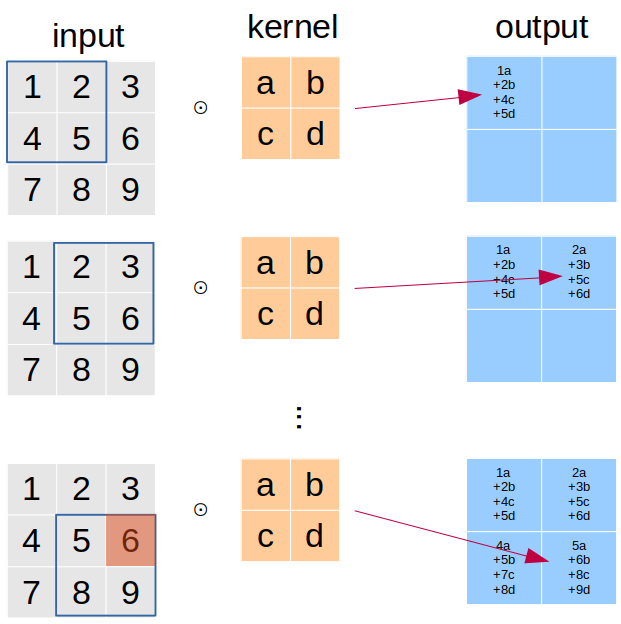 input kernel output
1 2 3
4 5 6
7 8 9
⊙
a b
c d
1a
+2b
+4c
+5d
1 2 3
4 5 6
7 8 9
⊙
a b
c d
1a
+2b
+4c
+5d
2a
+3b
+5c
+6d
⋮
1 2 3
4 5 6
7 8 9
⊙
a b
c d
1a
+2b
+4c
+5d
2a
+3b
+5c
+6d
4a
+5b
+7c
+8d
5a
+6b
+8c
+9d